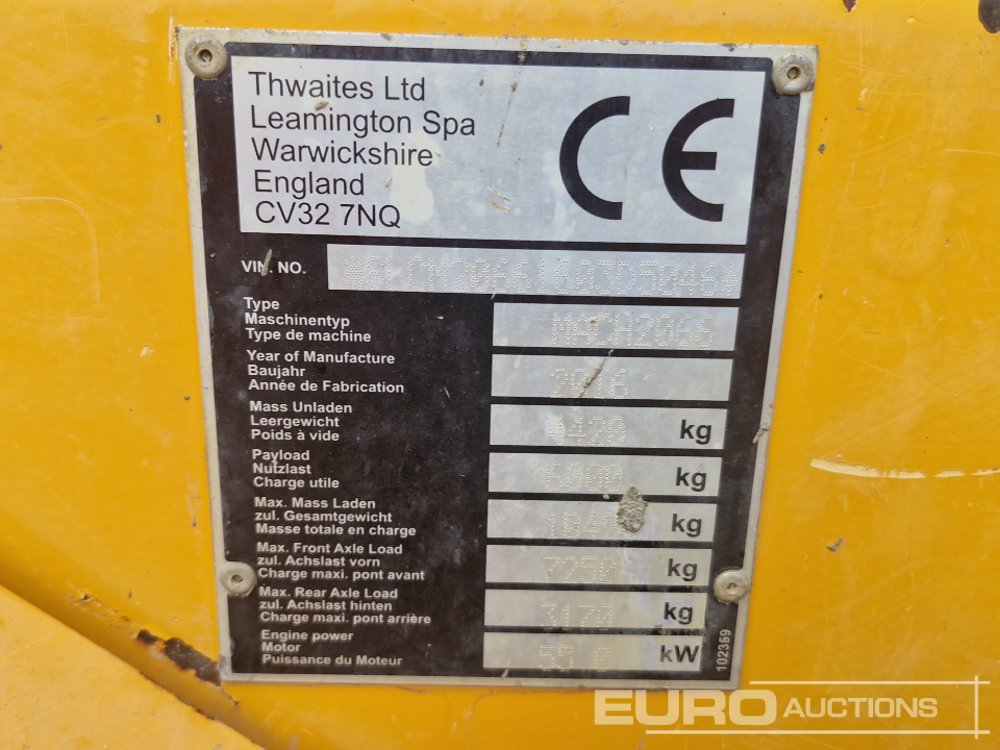 Thwaites Ltd
Leamington Spa
Warwickshire
England
CV32 7NQ
CE
VIN. NO.
Type
Maschinentyp
Type de machine
Year of Manufacture
Baujahr
Année de Fabrication
Mass Unladen
Leergewicht
Poids à vide
kg
Payload
Nutzlast
Charge utile
kg
Max. Mass Laden
zul. Gesamtgewicht
Masse totale en charge
kg
Max. Front Axle Load
zul. Achslast vorn
Charge maxi. pont avant
7290 kg
Max. Rear Axle Load
zul. Achslast hinten
Charge maxi. pont arrière
3170 kg
Engine power
Motor
Puissance du Moteur
kW
102359
EURO AUCTIONS